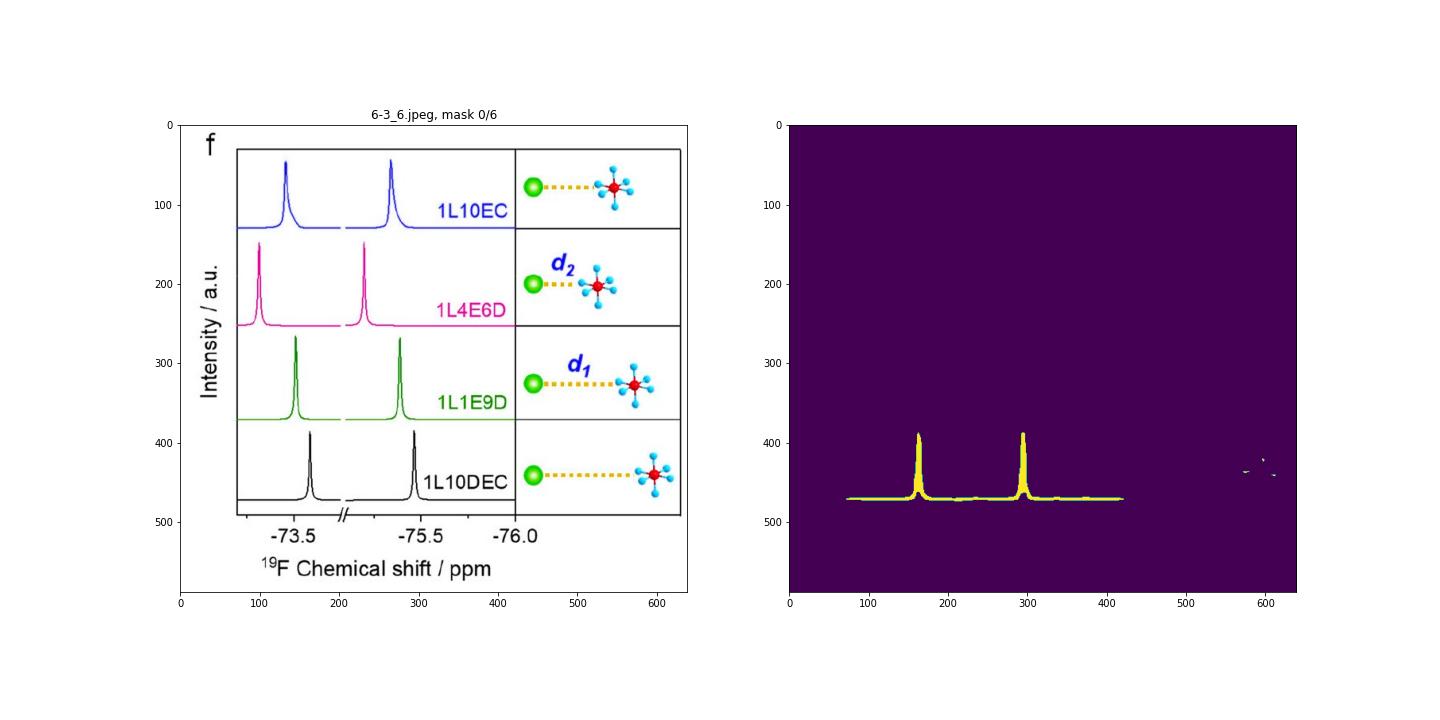 6-3_6.jpeg, mask 0/6
f
Intensity / a.u.
1L10EC
1L4E6D
d2
1L1E9D
d1
1L10DEC
-73.5 -75.5 -76.0
19F Chemical shift / ppm
0
100
200
300
400
500
0 100 200 300 400 500 600
0
100
200
300
400
500
0 100 200 300 400 500 600